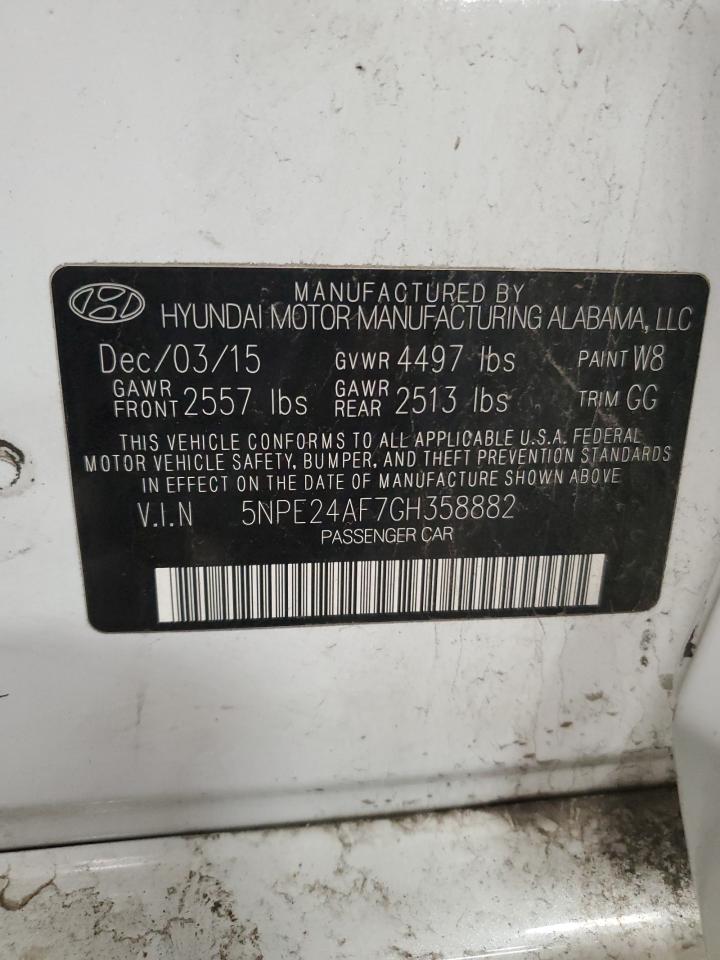 MANUFACTURED BY
HYUNDAI MOTOR MANUFACTURING ALABAMA, LLC
Dec/03/15 GVWR 4497 lbs PAINT W8
GAWR FRONT 2557 lbs GAWR REAR 2513 lbs TRIM GG
THIS VEHICLE CONFORMS TO ALL APPLICABLE U.S.A. FEDERAL
MOTOR VEHICLE SAFETY, BUMPER, AND THEFT PREVENTION STANDARDS
IN EFFECT ON THE DATE OF MANUFACTURE SHOWN ABOVE
V.I.N 5NPE24AF7GH358882
PASSENGER CAR